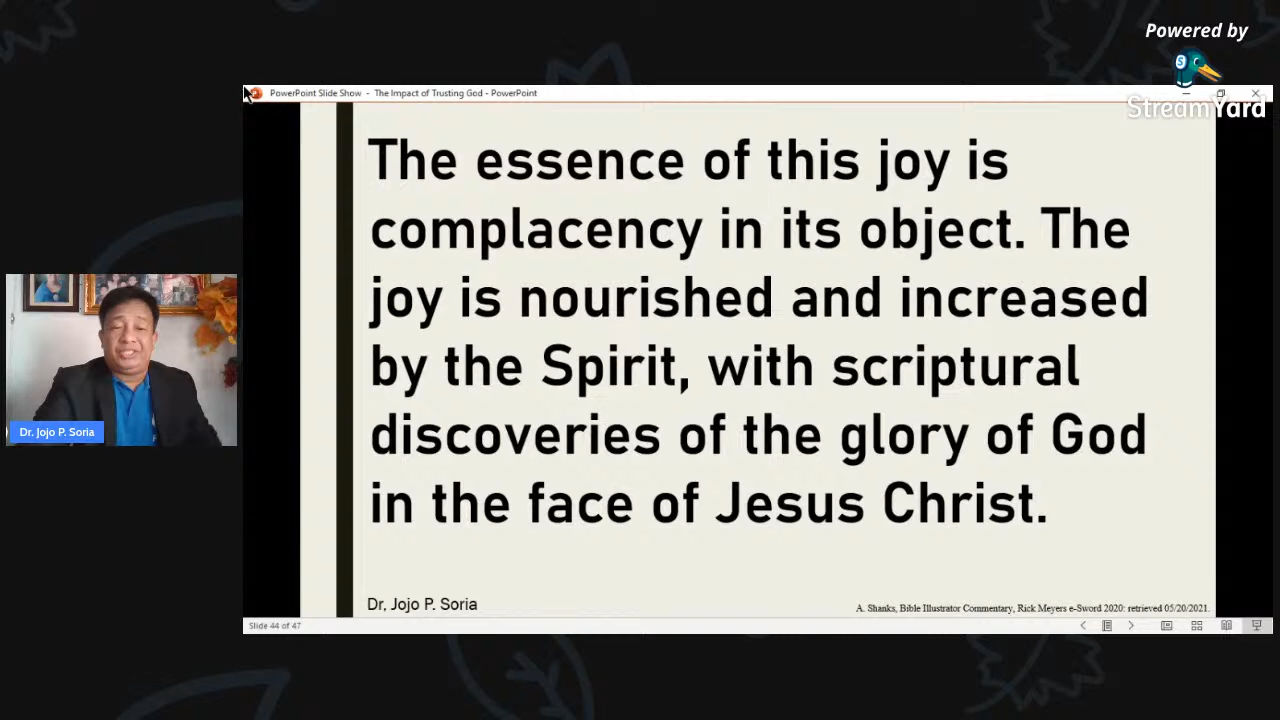 Powered by
StreamYard
PowerPoint Slide Show - The Impact of Trusting God - PowerPoint
The essence of this joy is
complacency in its object. The
joy is nourished and increased
by the Spirit, with scriptural
discoveries of the glory of God
in the face of Jesus Christ.
Dr. Jojo P. Soria
Dr, Jojo P. Soria
A. Shanks, Bible Illustrator Commentary, Rick Meyers e-Sword 2020: retrieved 05/20/2021.
Slide 44 of 47